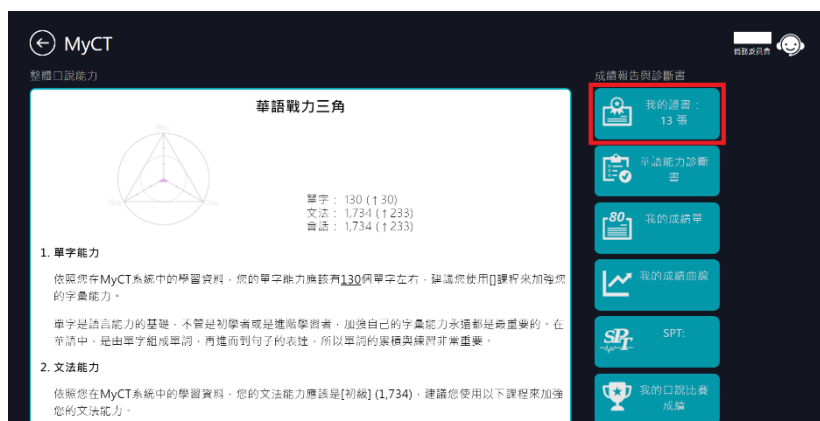 MyCT
僑務委員會
整體口說能力
成績報告與診斷書
華語戰力三角
單字： 130 (↑30)
文法： 1,734 (↑233)
會話： 1,734 (↑233)
1. 單字能力
依照您在MyCT系統中的學習資料，您的單字能力應該有130個單字左右，建議您使用[]課程來加強您
的字彙能力。
單字是語言能力的基礎，不管是初學者或是進階學習者，加強自己的字彙能力永遠都是最重要的。在
華語中，是由單字組成單詞，再進而到句子的表達，所以單詞的累積與練習非常重要。
2. 文法能力
依照您在MyCT系統中的學習資料，您的文法能力應該是[初級] (1,734)，建議您使用以下課程來加強
您的文法能力。
我的證書：
13 張
華語能力診斷
書
80
我的成績單
我的成績曲線
SPT
SPT:
我的口說比賽
成績